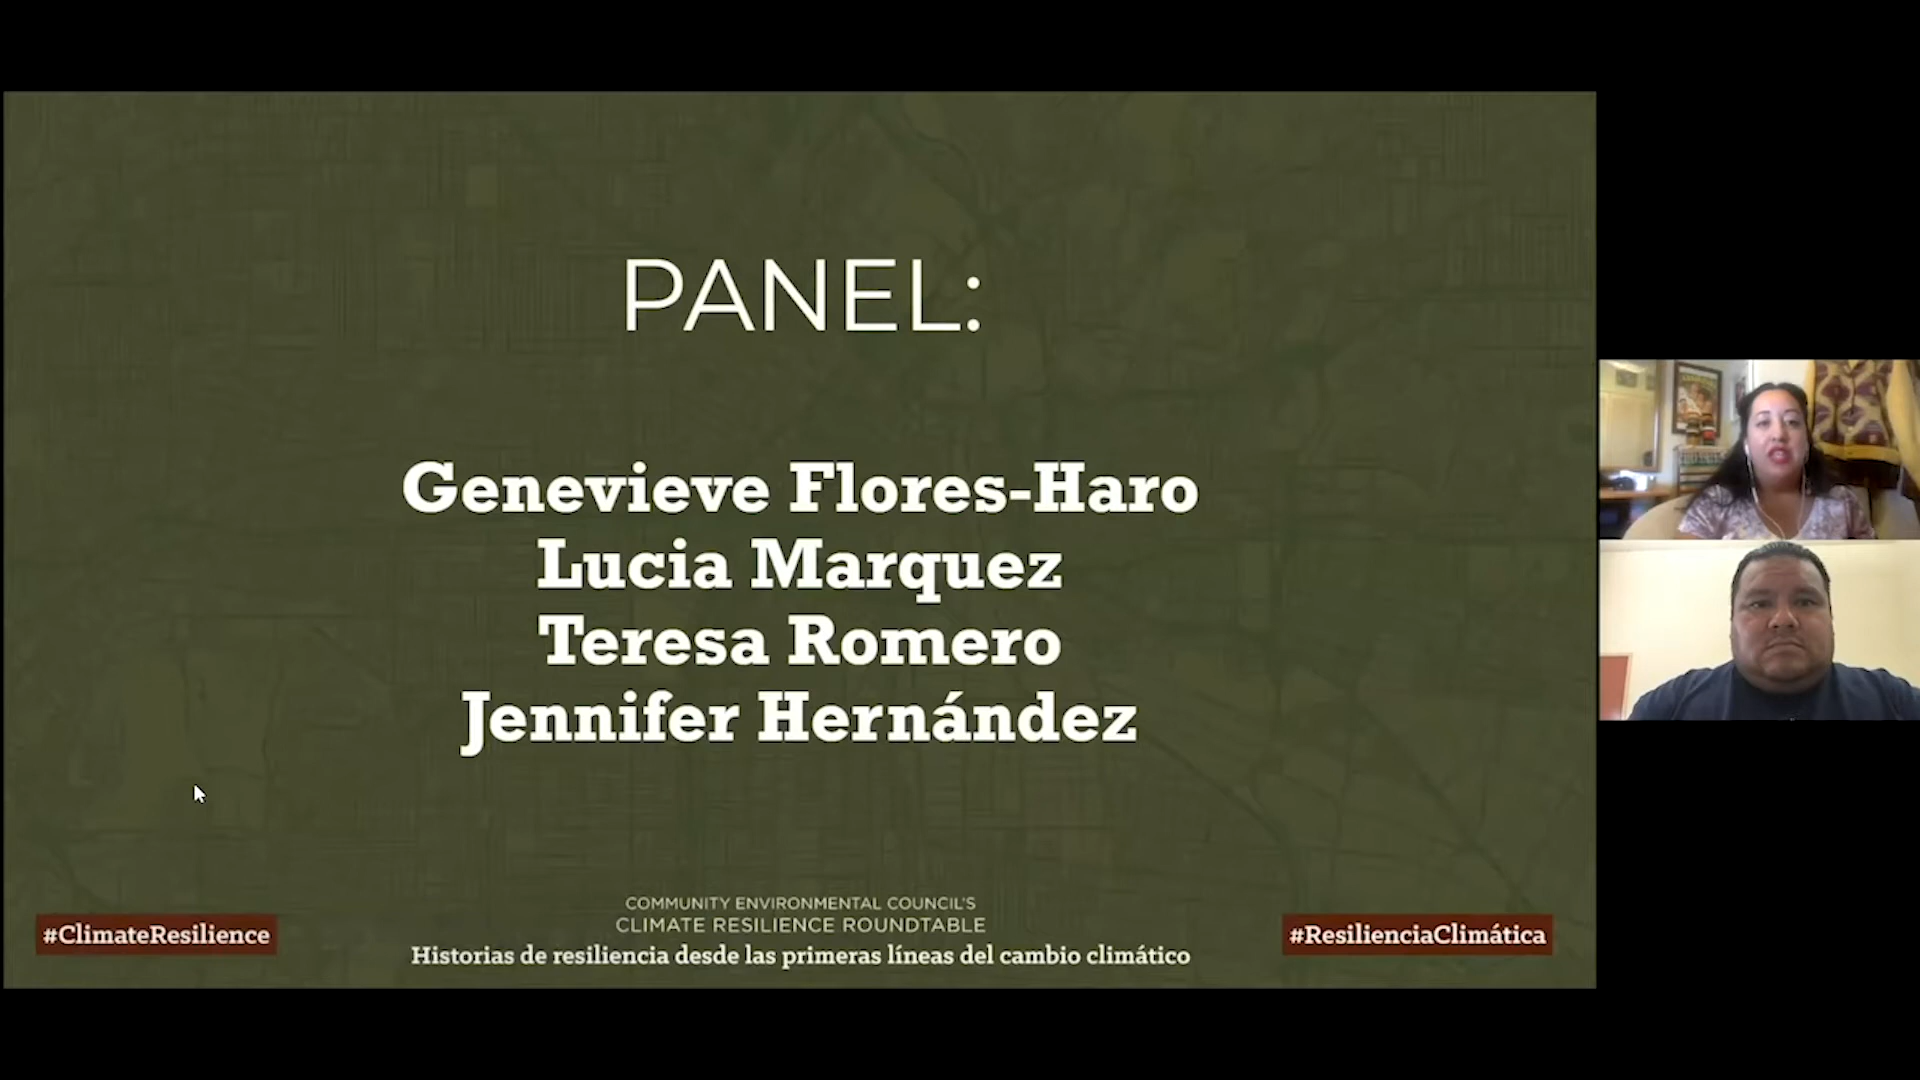 PANEL:
Genevieve Flores-Haro
Lucia Marquez
Teresa Romero
Jennifer Hernández
COMMUNITY ENVIRONMENTAL COUNCIL'S
CLIMATE RESILIENCE ROUNDTABLE
Historias de resiliencia desde las primeras líneas del cambio climático
#ClimateResilience
#ResilienciaClimática